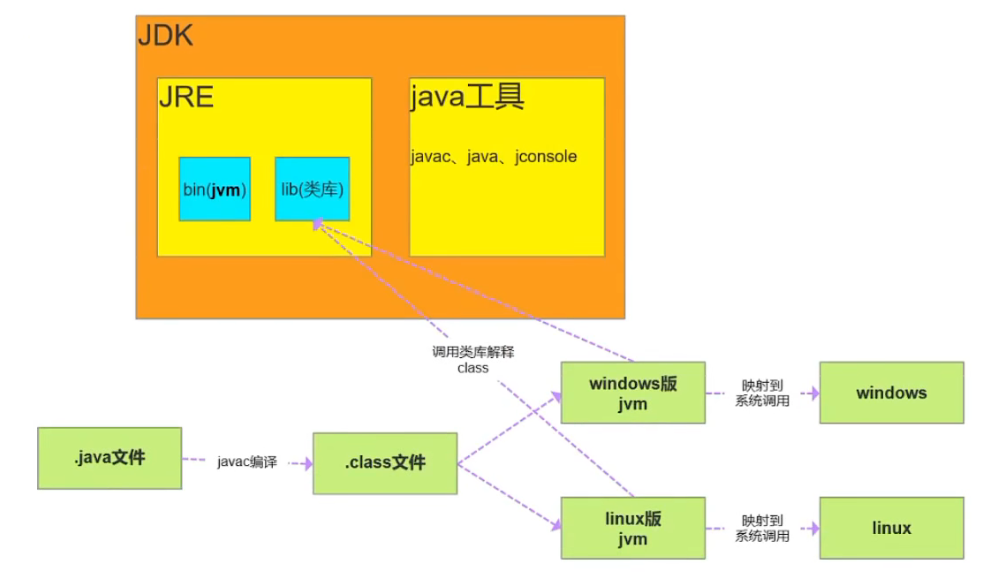 JDK
JRE
java工具
javac、java、jconsole
bin(jvm)
lib(类库)
调用类库解释
class
windows版
jvm
映射到
系统调用
windows
.java文件
javac编译
.class文件
linux版
jvm
映射到
系统调用
linux